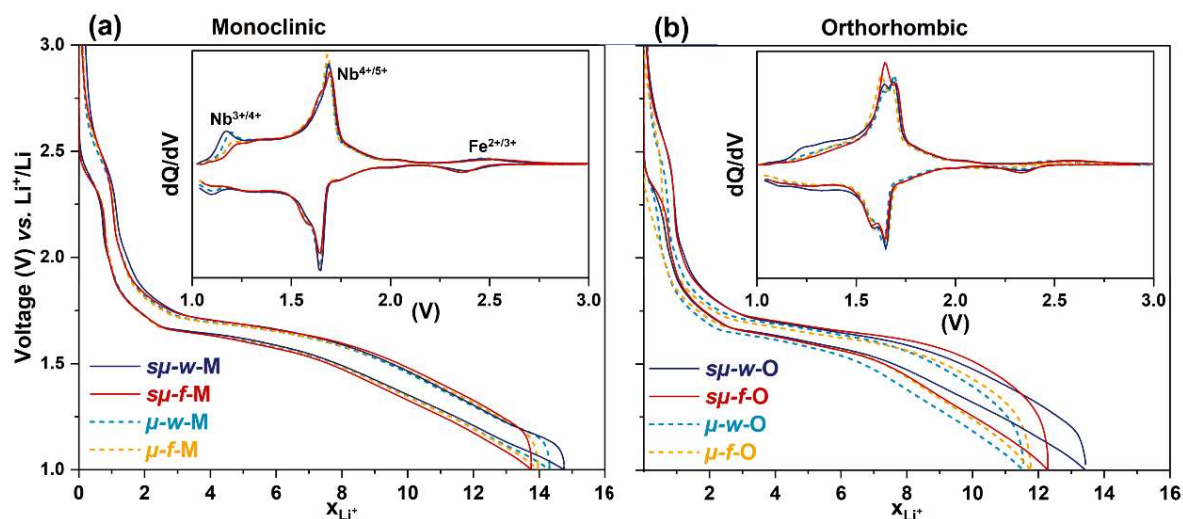 (a) Monoclinic
3.0
2.5
2.0
1.5
1.0
Voltage (V) vs. Li⁺/Li
dQ/dV
Nb³⁺/⁴⁺
Nb⁴⁺/⁵⁺
Fe²⁺/³⁺
1.0 1.5 2.0 2.5 3.0
(V)
sμ-w-M
sμ-f-M
μ-w-M
μ-f-M
0 2 4 6 8 10 12 14 16
x Li⁺
(b) Orthorhombic
dQ/dV
1.0 1.5 2.0 2.5 3.0
(V)
sμ-w-O
sμ-f-O
μ-w-O
μ-f-O
2 4 6 8 10 12 14 16
x Li⁺